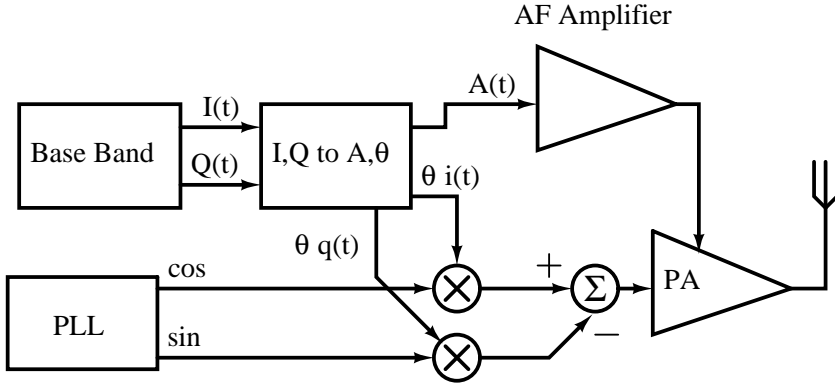 AF Amplifier
A(t)
I(t)
Base Band
I,Q to A,θ
Q(t)
θ i(t)
θ q(t)
cos
+
Σ
PA
PLL
−
sin